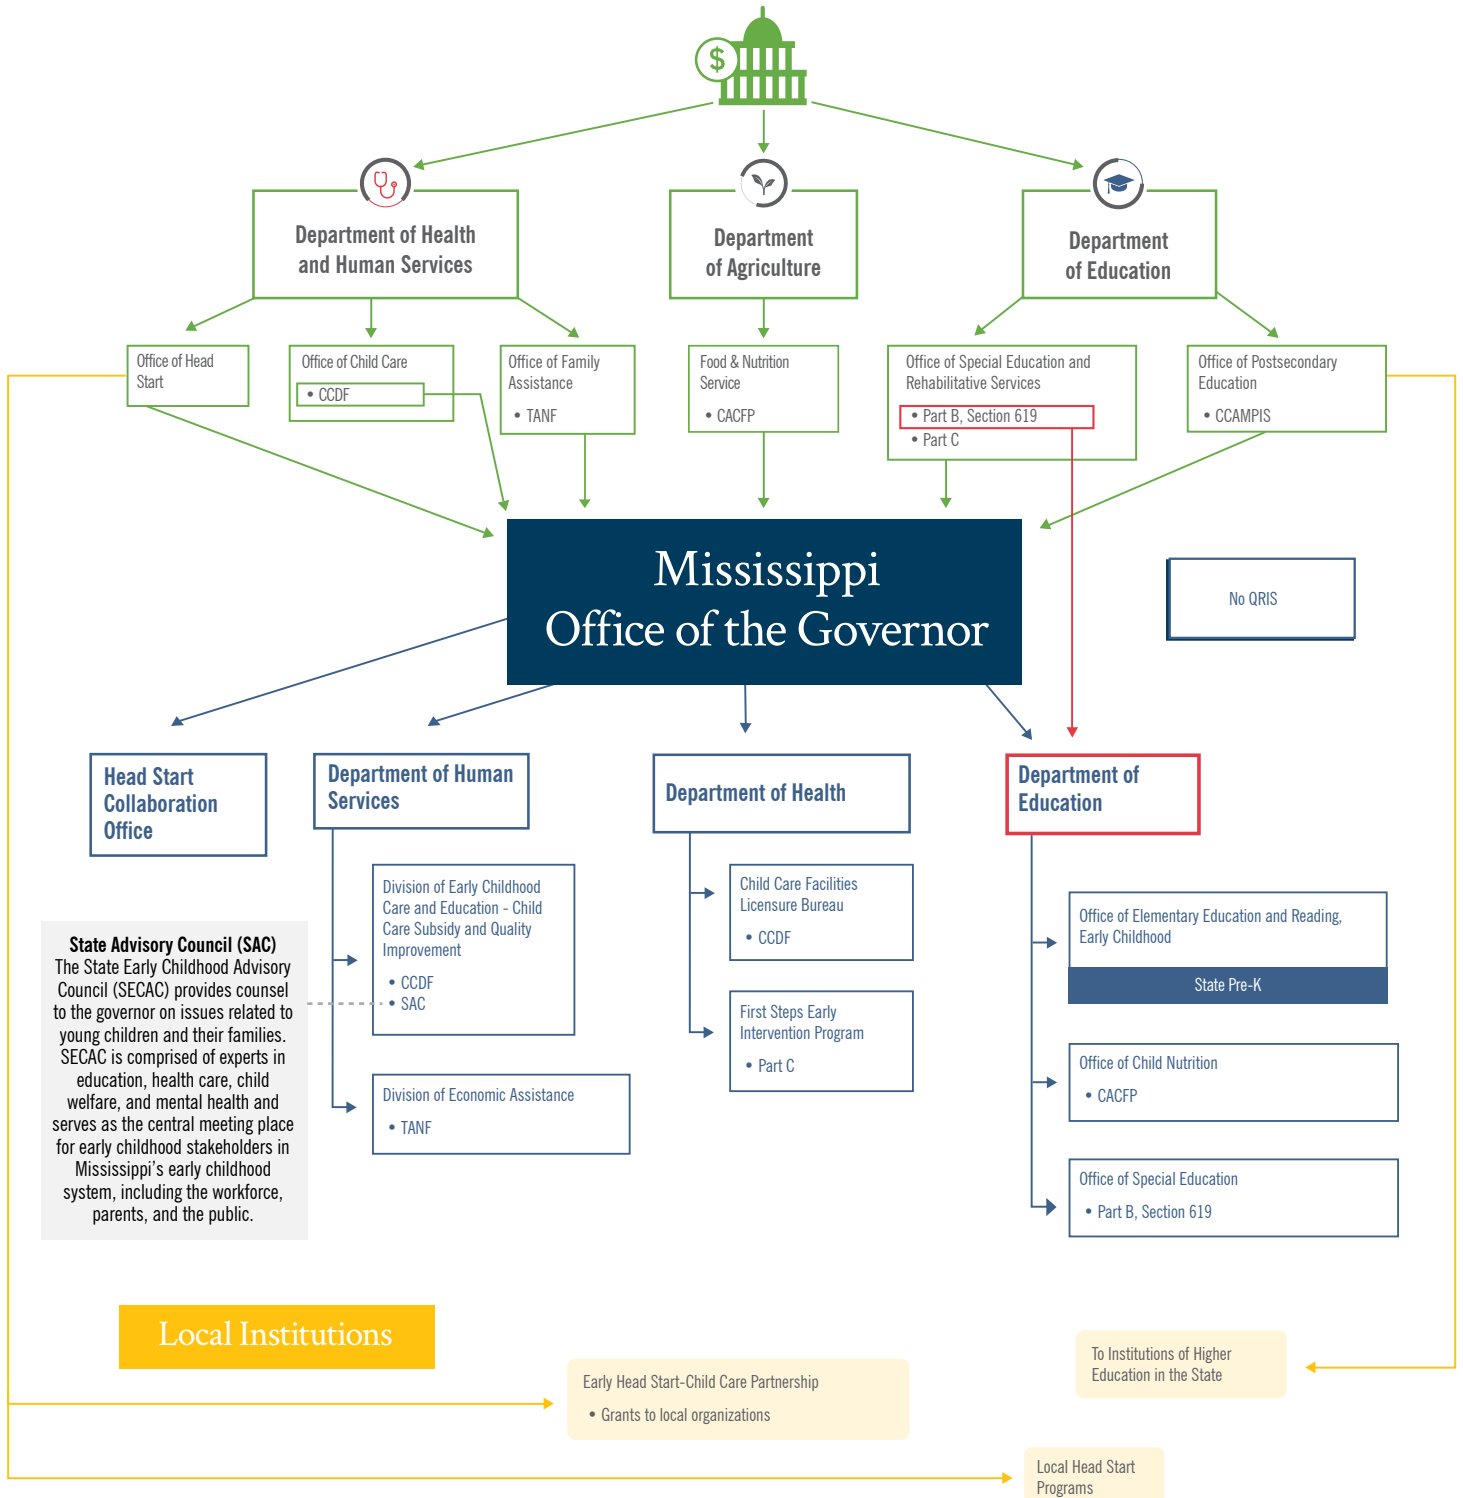 $
Department of Health
and Human Services
Department
of Agriculture
Department
of Education
Office of Head
Start
Office of Child Care
• CCDF
Office of Family
Assistance
• TANF
Food & Nutrition
Service
• CACFP
Office of Special Education and
Rehabilitative Services
• Part B, Section 619
• Part C
Office of Postsecondary
Education
• CCAMPIS
Mississippi
Office of the Governor
No QRIS
Head Start
Collaboration
Office
Department of Human
Services
Department of Health
Department of
Education
Division of Early Childhood
Care and Education - Child
Care Subsidy and Quality
Improvement
• CCDF
• SAC
Division of Economic Assistance
• TANF
Child Care Facilities
Licensure Bureau
• CCDF
First Steps Early
Intervention Program
• Part C
Office of Elementary Education and Reading,
Early Childhood
State Pre-K
Office of Child Nutrition
• CACFP
Office of Special Education
• Part B, Section 619
State Advisory Council (SAC)
The State Early Childhood Advisory
Council (SECAC) provides counsel
to the governor on issues related to
young children and their families.
SECAC is comprised of experts in
education, health care, child
welfare, and mental health and
serves as the central meeting place
for early childhood stakeholders in
Mississippi's early childhood
system, including the workforce,
parents, and the public.
Local Institutions
Early Head Start-Child Care Partnership
• Grants to local organizations
To Institutions of Higher
Education in the State
Local Head Start
Programs